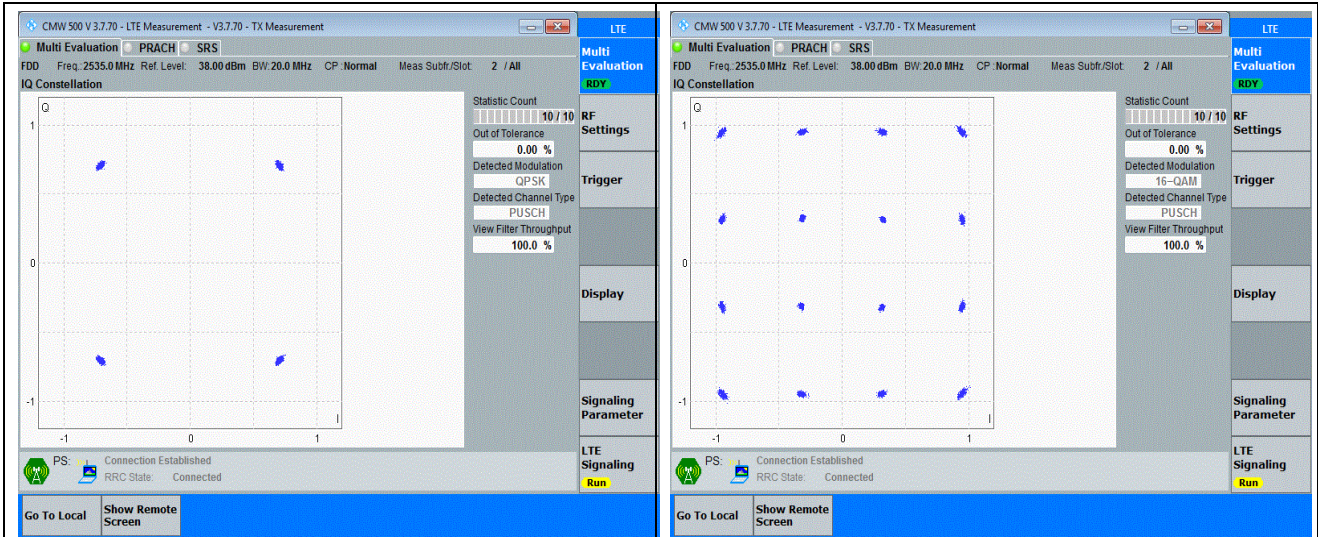 CMW 500 V 3.7.70 - LTE Measurement - V3.7.70 - TX Measurement
LTE
Multi Evaluation PRACH SRS
Multi
Evaluation
RDY
FDD Freq.:2535.0 MHz Ref. Level: 38.00 dBm BW:20.0 MHz CP :Normal Meas Subfr./Slot: 2 / All
IQ Constellation
Q
1
0
-1
-1
0
1
I
Statistic Count
10 / 10
Out of Tolerance
0.00 %
Detected Modulation
QPSK
Detected Channel Type
PUSCH
View Filter Throughput
100.0 %
RF
Settings
Trigger
Display
Signaling
Parameter
LTE
Signaling
Run
PS: Connection Established
RRC State: Connected
Go To Local
Show Remote
Screen
CMW 500 V 3.7.70 - LTE Measurement - V3.7.70 - TX Measurement
LTE
Multi Evaluation PRACH SRS
Multi
Evaluation
RDY
FDD Freq.:2535.0 MHz Ref. Level: 38.00 dBm BW:20.0 MHz CP :Normal Meas Subfr./Slot: 2 / All
IQ Constellation
Q
1
0
-1
-1
0
1
I
Statistic Count
10 / 10
Out of Tolerance
0.00 %
Detected Modulation
16-QAM
Detected Channel Type
PUSCH
View Filter Throughput
100.0 %
RF
Settings
Trigger
Display
Signaling
Parameter
LTE
Signaling
Run
PS: Connection Established
RRC State: Connected
Go To Local
Show Remote
Screen